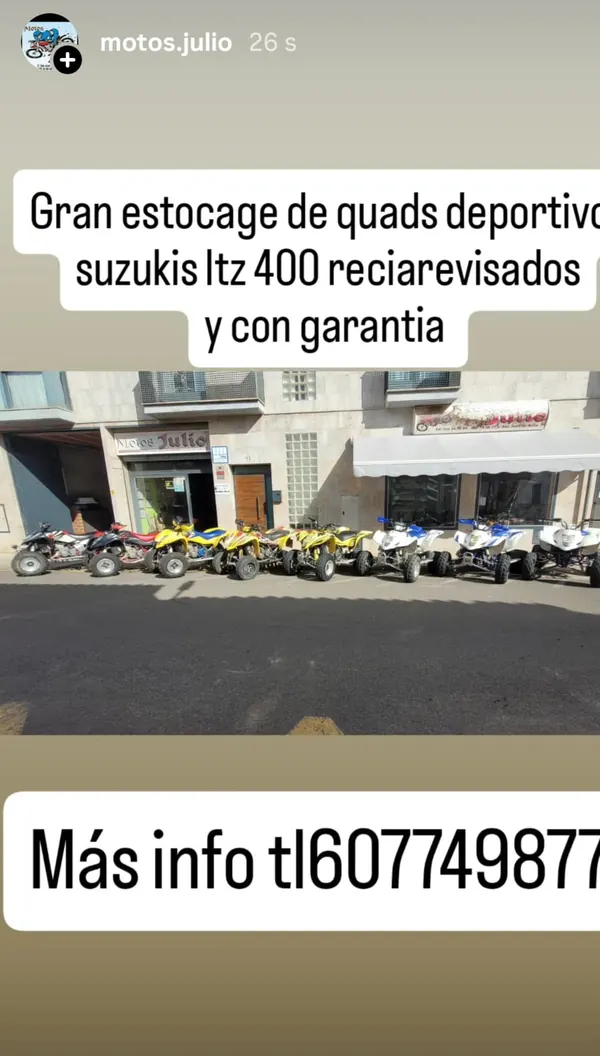 motos.julio 26 s
Gran estocage de quads deportivo
suzukis ltz 400 reciarevisados
y con garantia
Motos Julio
Julio
Más info tl607749877